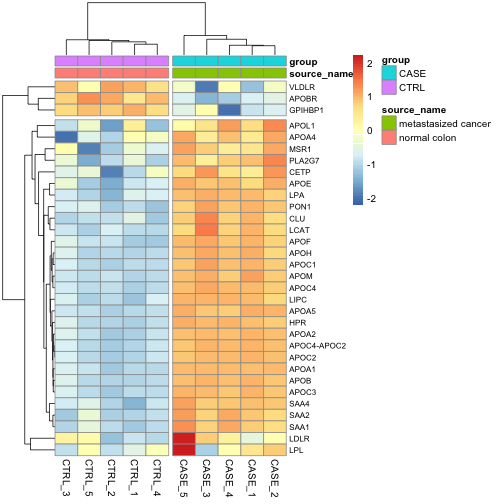 group
source_name
VLDLR
APOBR
GPIHBP1
APOL1
APOA4
MSR1
PLA2G7
CETP
APOE
LPA
PON1
CLU
LCAT
APOF
APOH
APOC1
APOM
APOC4
LIPC
APOA5
HPR
APOA2
APOC4-APOC2
APOC2
APOA1
APOB
APOC3
SAA4
SAA2
SAA1
LDLR
LPL
CTRL_3
CTRL_5
CTRL_2
CTRL_1
CTRL_4
CASE_5
CASE_3
CASE_4
CASE_1
CASE_2
2
1
0
-1
-2
group
CASE
CTRL
source_name
metastasized cancer
normal colon